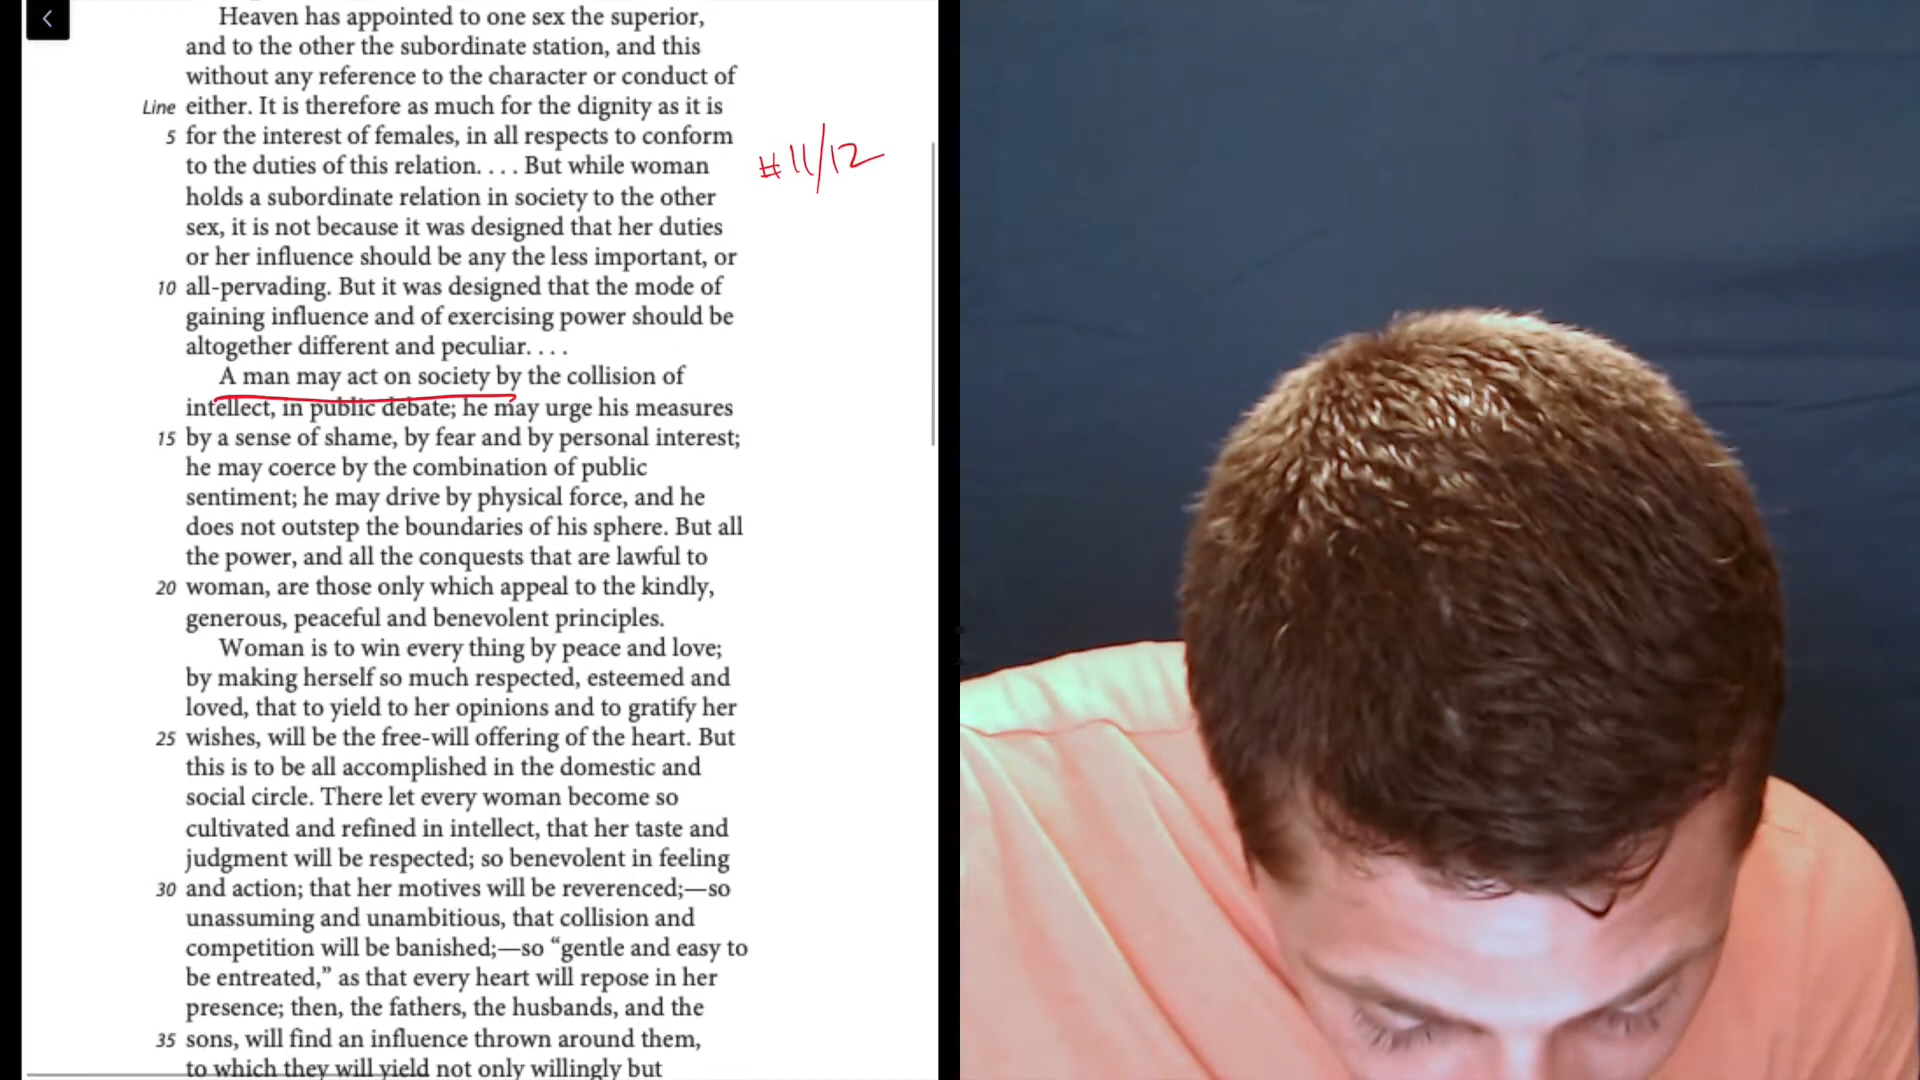 Heaven has appointed to one sex the superior,
and to the other the subordinate station, and this
without any reference to the character or conduct of
Line either. It is therefore as much for the dignity as it is
5 for the interest of females, in all respects to conform
to the duties of this relation. . . . But while woman
holds a subordinate relation in society to the other
sex, it is not because it was designed that her duties
or her influence should be any the less important, or
10 all-pervading. But it was designed that the mode of
gaining influence and of exercising power should be
altogether different and peculiar. . . .
A man may act on society by the collision of
intellect, in public debate; he may urge his measures
15 by a sense of shame, by fear and by personal interest;
he may coerce by the combination of public
sentiment; he may drive by physical force, and he
does not outstep the boundaries of his sphere. But all
the power, and all the conquests that are lawful to
20 woman, are those only which appeal to the kindly,
generous, peaceful and benevolent principles.
Woman is to win every thing by peace and love;
by making herself so much respected, esteemed and
loved, that to yield to her opinions and to gratify her
25 wishes, will be the free-will offering of the heart. But
this is to be all accomplished in the domestic and
social circle. There let every woman become so
cultivated and refined in intellect, that her taste and
judgment will be respected; so benevolent in feeling
30 and action; that her motives will be reverenced;—so
unassuming and unambitious, that collision and
competition will be banished;—so “gentle and easy to
be entreated,” as that every heart will repose in her
presence; then, the fathers, the husbands, and the
35 sons, will find an influence thrown around them,
to which they will yield not only willingly but
#11/12